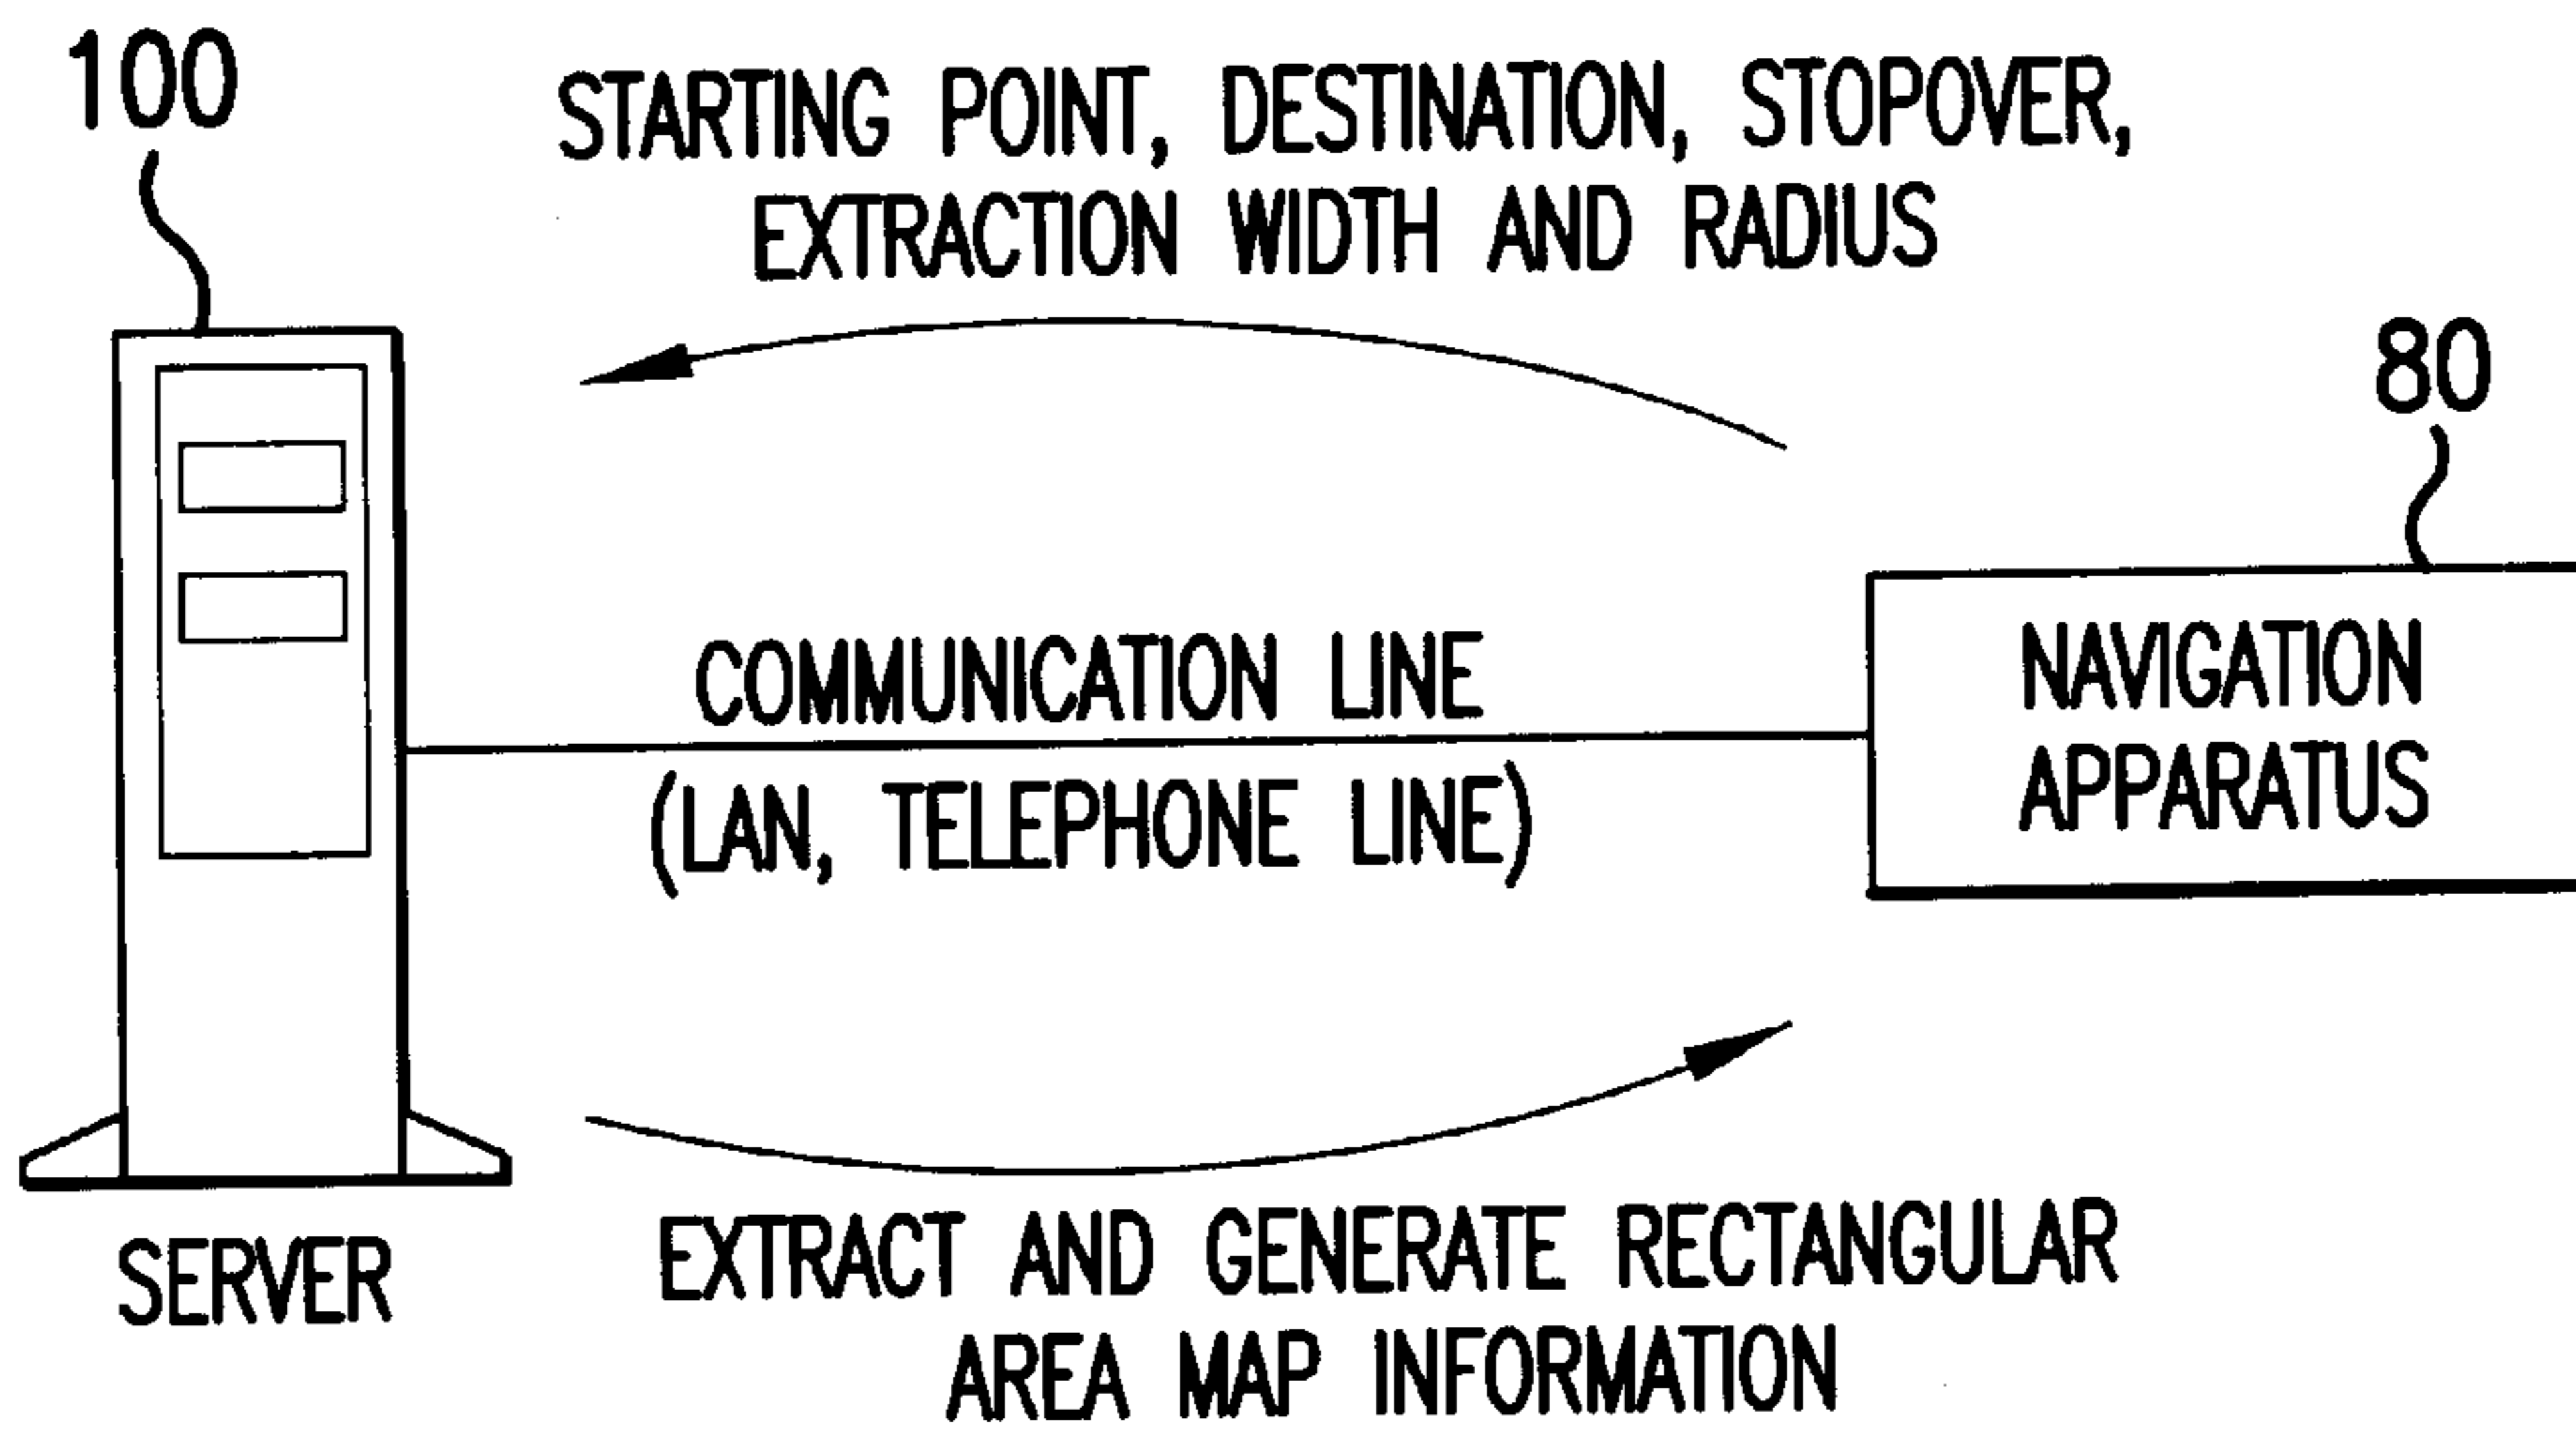 100
STARTING POINT, DESTINATION, STOPOVER,
EXTRACTION WIDTH AND RADIUS
80
COMMUNICATION LINE
(LAN, TELEPHONE LINE)
NAVIGATION
APPARATUS
SERVER
EXTRACT AND GENERATE RECTANGULAR
AREA MAP INFORMATION